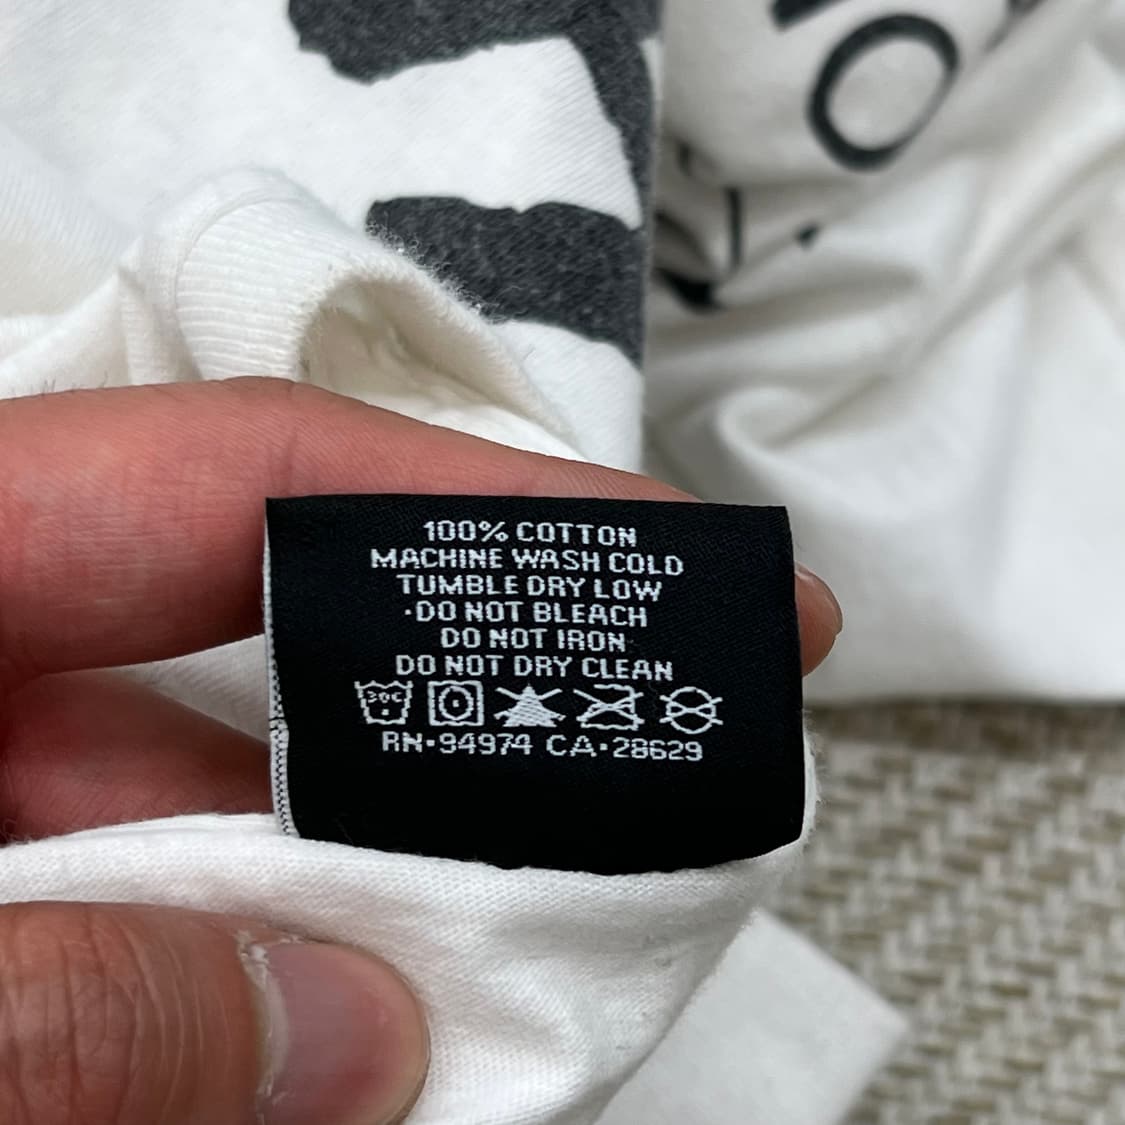 100% COTTON
MACHINE WASH COLD
TUMBLE DRY LOW
·DO NOT BLEACH
DO NOT IRON
DO NOT DRY CLEAN
30C
RN·94974 CA·28629